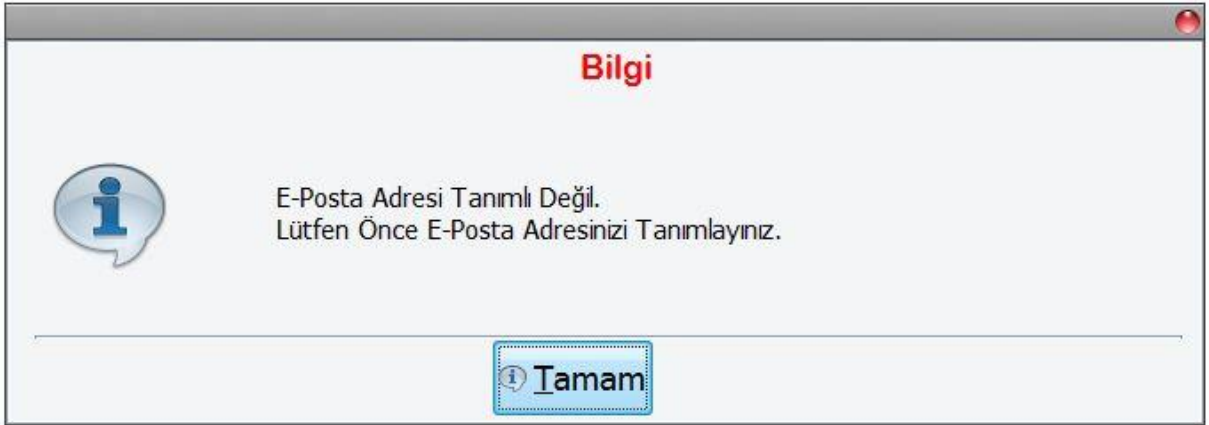 Bilgi
E-Posta Adresi Tanımlı Değil.
Lütfen Önce E-Posta Adresinizi Tanımlayınız.
Tamam